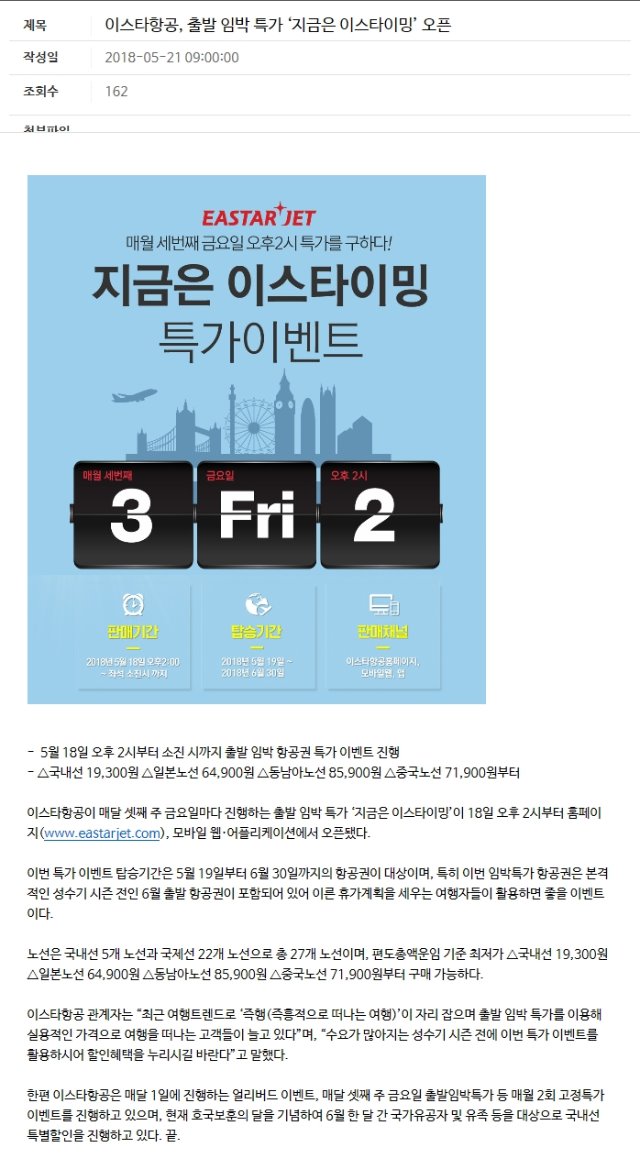 제목 이스타항공, 출발 임박 특가 ‘지금은 이스타이밍’ 오픈
작성일 2018-05-21 09:00:00
조회수 162
첨부파일
EASTAR JET
매월 세번째 금요일 오후2시 특가를 구하다!
지금은 이스타이밍
특가이벤트
매월 세번째 금요일 오후 2시
3 Fri 2
판매기간 탑승기간 판매채널
2018년 5월 18일 오후2:00 2018년 5월 19일 ~ 이스타항공홈페이지,
~ 좌석 소진시 까지 2018년 6월 30일 모바일웹, 앱
- 5월 18일 오후 2시부터 소진 시까지 출발 임박 항공권 특가 이벤트 진행
- △국내선 19,300원 △일본노선 64,900원 △동남아노선 85,900원 △중국노선 71,900원부터
이스타항공이 매달 셋째 주 금요일마다 진행하는 출발 임박 특가 ‘지금은 이스타이밍’이 18일 오후 2시부터 홈페이
지(www.eastarjet.com), 모바일 웹·어플리케이션에서 오픈됐다.
이번 특가 이벤트 탑승기간은 5월 19일부터 6월 30일까지의 항공권이 대상이며, 특히 이번 임박특가 항공권은 본격
적인 성수기 시즌 전인 6월 출발 항공권이 포함되어 있어 이른 휴가계획을 세우는 여행자들이 활용하면 좋을 이벤트
이다.
노선은 국내선 5개 노선과 국제선 22개 노선으로 총 27개 노선이며, 편도총액운임 기준 최저가 △국내선 19,300원
△일본노선 64,900원 △동남아노선 85,900원 △중국노선 71,900원부터 구매 가능하다.
이스타항공 관계자는 “최근 여행트렌드로 ‘즉행(즉흥적으로 떠나는 여행)’이 자리 잡으며 출발 임박 특가를 이용해
실용적인 가격으로 여행을 떠나는 고객들이 늘고 있다”며, “수요가 많아지는 성수기 시즌 전에 이번 특가 이벤트를
활용하시어 할인혜택을 누리시길 바란다”고 말했다.
한편 이스타항공은 매달 1일에 진행하는 얼리버드 이벤트, 매달 셋째 주 금요일 출발임박특가 등 매월 2회 고정특가
이벤트를 진행하고 있으며, 현재 호국보훈의 달을 기념하여 6월 한 달 간 국가유공자 및 유족 등을 대상으로 국내선
특별할인을 진행하고 있다. 끝.